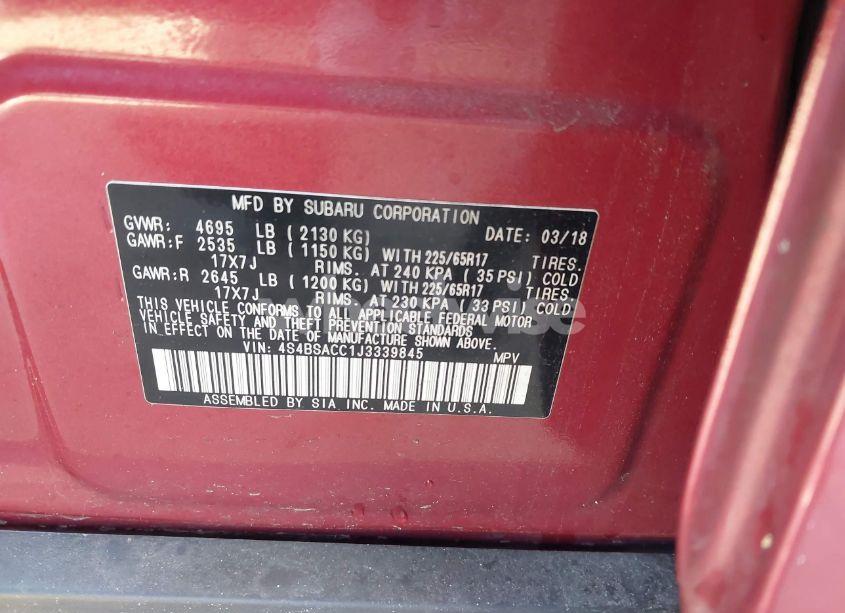 MFD BY SUBARU CORPORATION
GVWR: 4695 LB ( 2130 KG) DATE: 03/18
GAWR:F 2535 LB ( 1150 KG) WITH 225/65R17 TIRES.
17X7J RIMS. AT 240 KPA ( 35 PSI) COLD
GAWR:R 2645 LB ( 1200 KG) WITH 225/65R17 TIRES.
17X7J RIMS. AT 230 KPA ( 33 PSI) COLD
THIS VEHICLE CONFORMS TO ALL APPLICABLE FEDERAL MOTOR
VEHICLE SAFETY AND THEFT PREVENTION STANDARDS
IN EFFECT ON THE DATE OF MANUFACTURE SHOWN ABOVE.
VIN: 4S4BSACC1J3339845 MPV
ASSEMBLED BY SIA INC. MADE IN U.S.A.